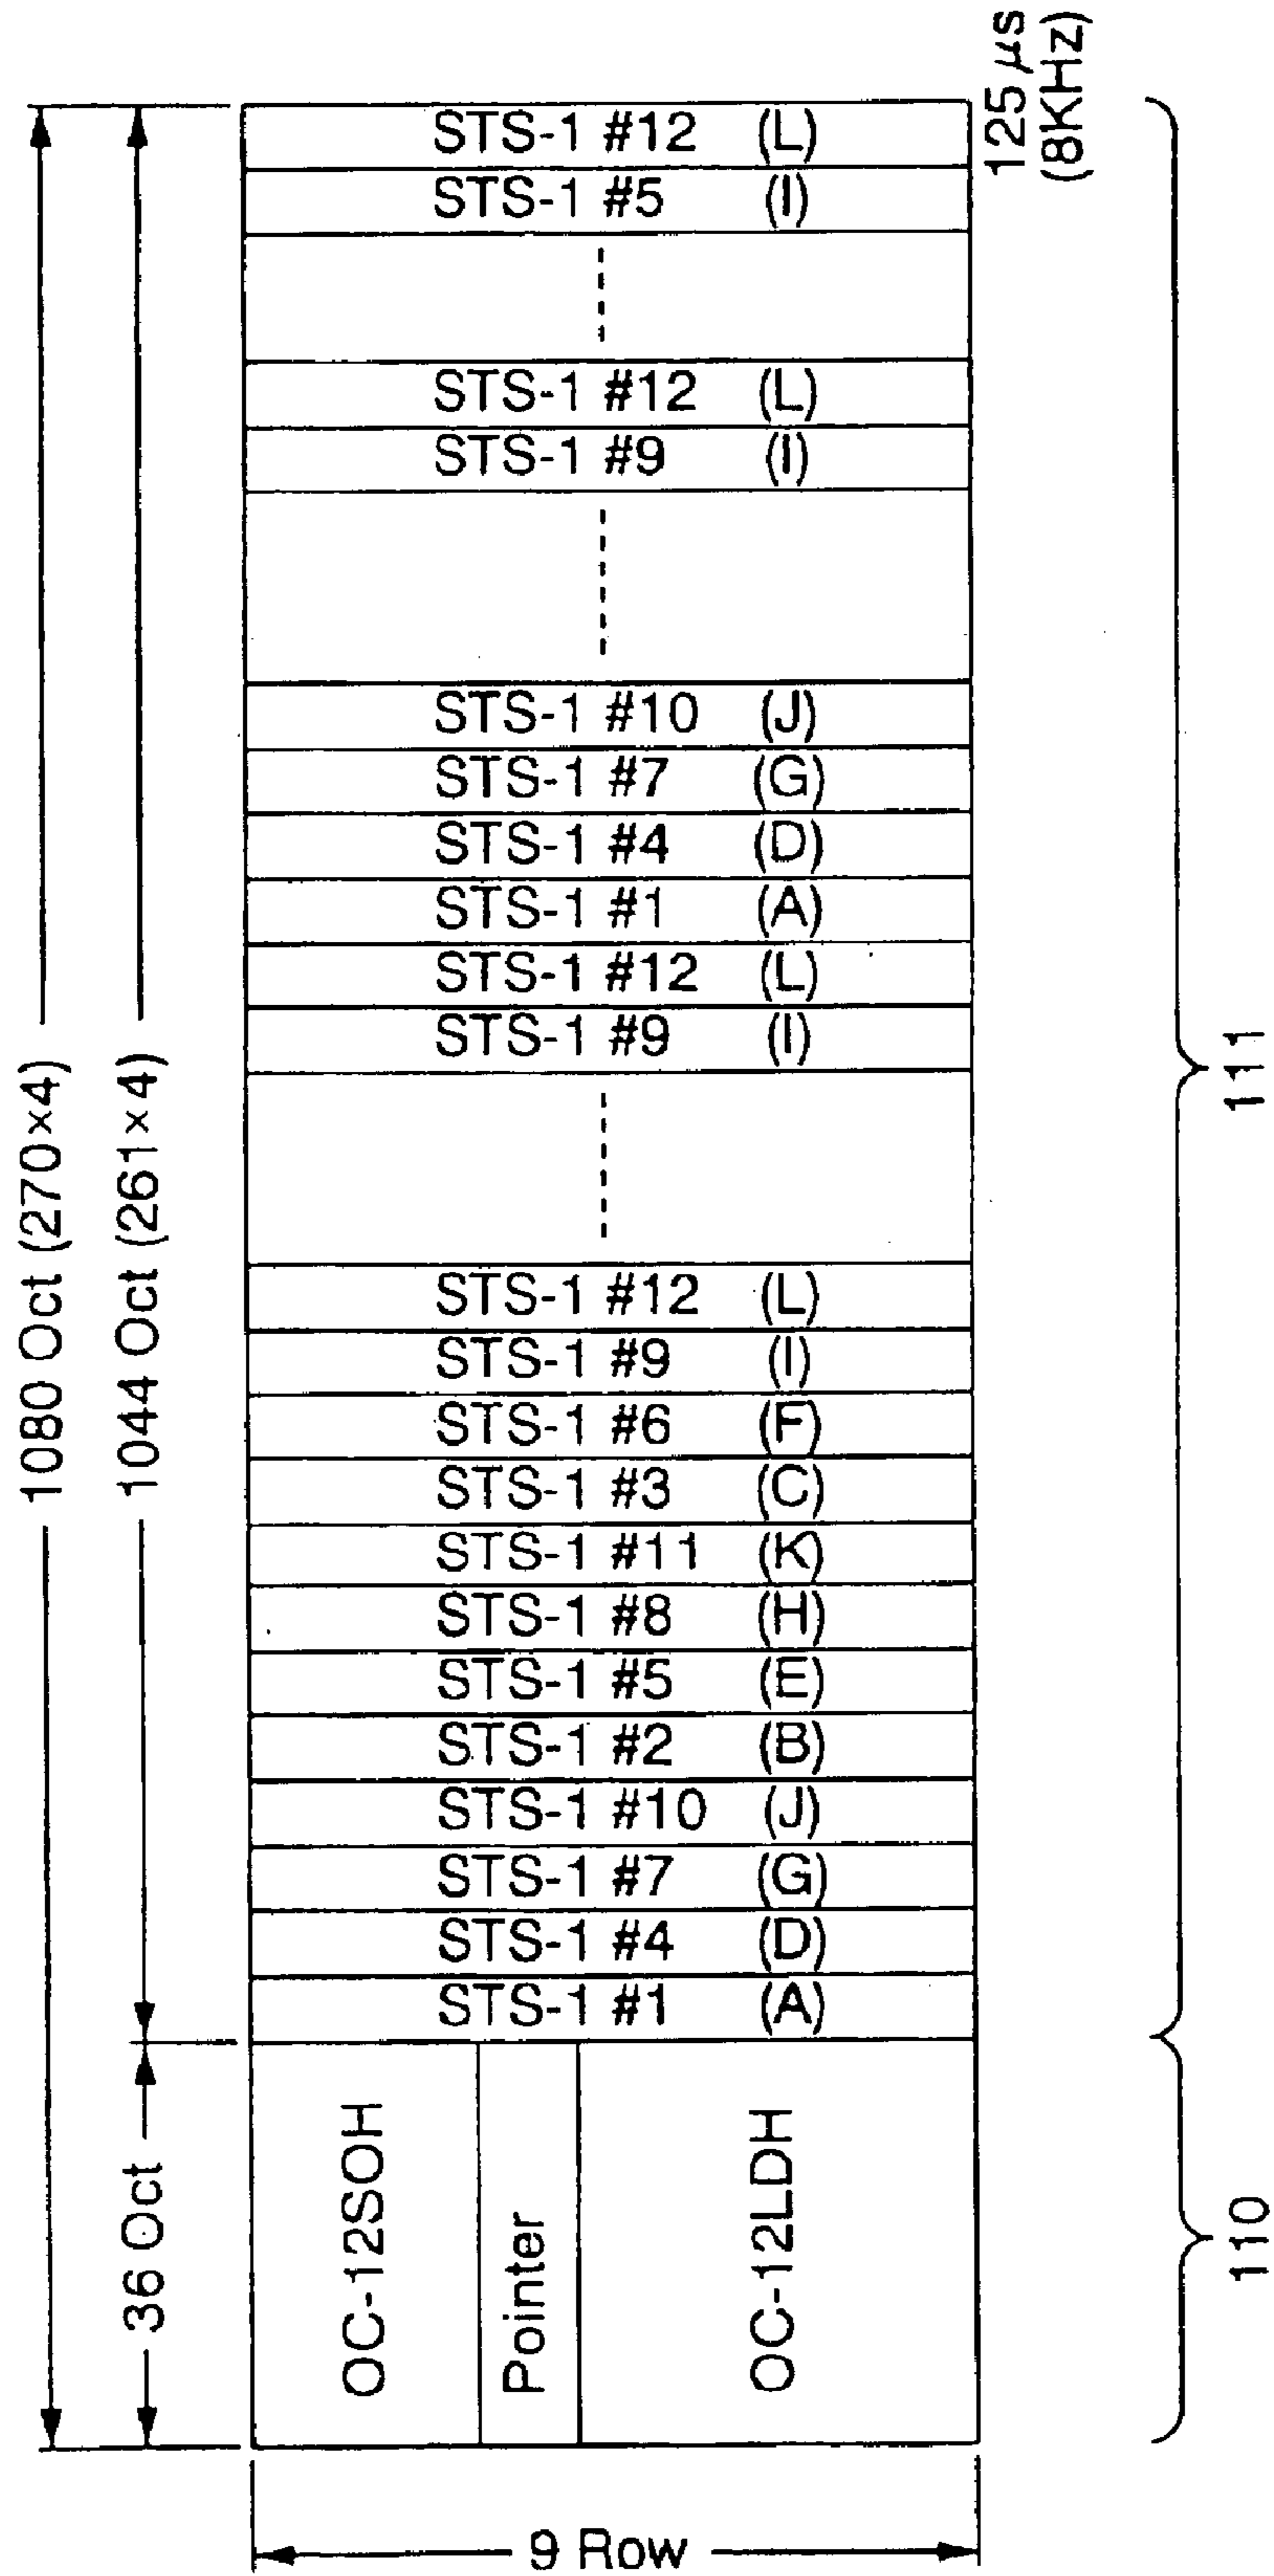 1080 Oct (270×4)
1044 Oct (261×4)
36 Oct
9 Row
OC-12SOH
Pointer
OC-12LDH
STS-1 #1 (A)
STS-1 #4 (D)
STS-1 #7 (G)
STS-1 #10 (J)
STS-1 #2 (B)
STS-1 #5 (E)
STS-1 #8 (H)
STS-1 #11 (K)
STS-1 #3 (C)
STS-1 #6 (F)
STS-1 #9 (I)
STS-1 #12 (L)
STS-1 #9 (I)
STS-1 #12 (L)
STS-1 #1 (A)
STS-1 #4 (D)
STS-1 #7 (G)
STS-1 #10 (J)
STS-1 #9 (I)
STS-1 #12 (L)
STS-1 #5 (I)
STS-1 #12 (L)
125 μs
(8KHz)
110
111